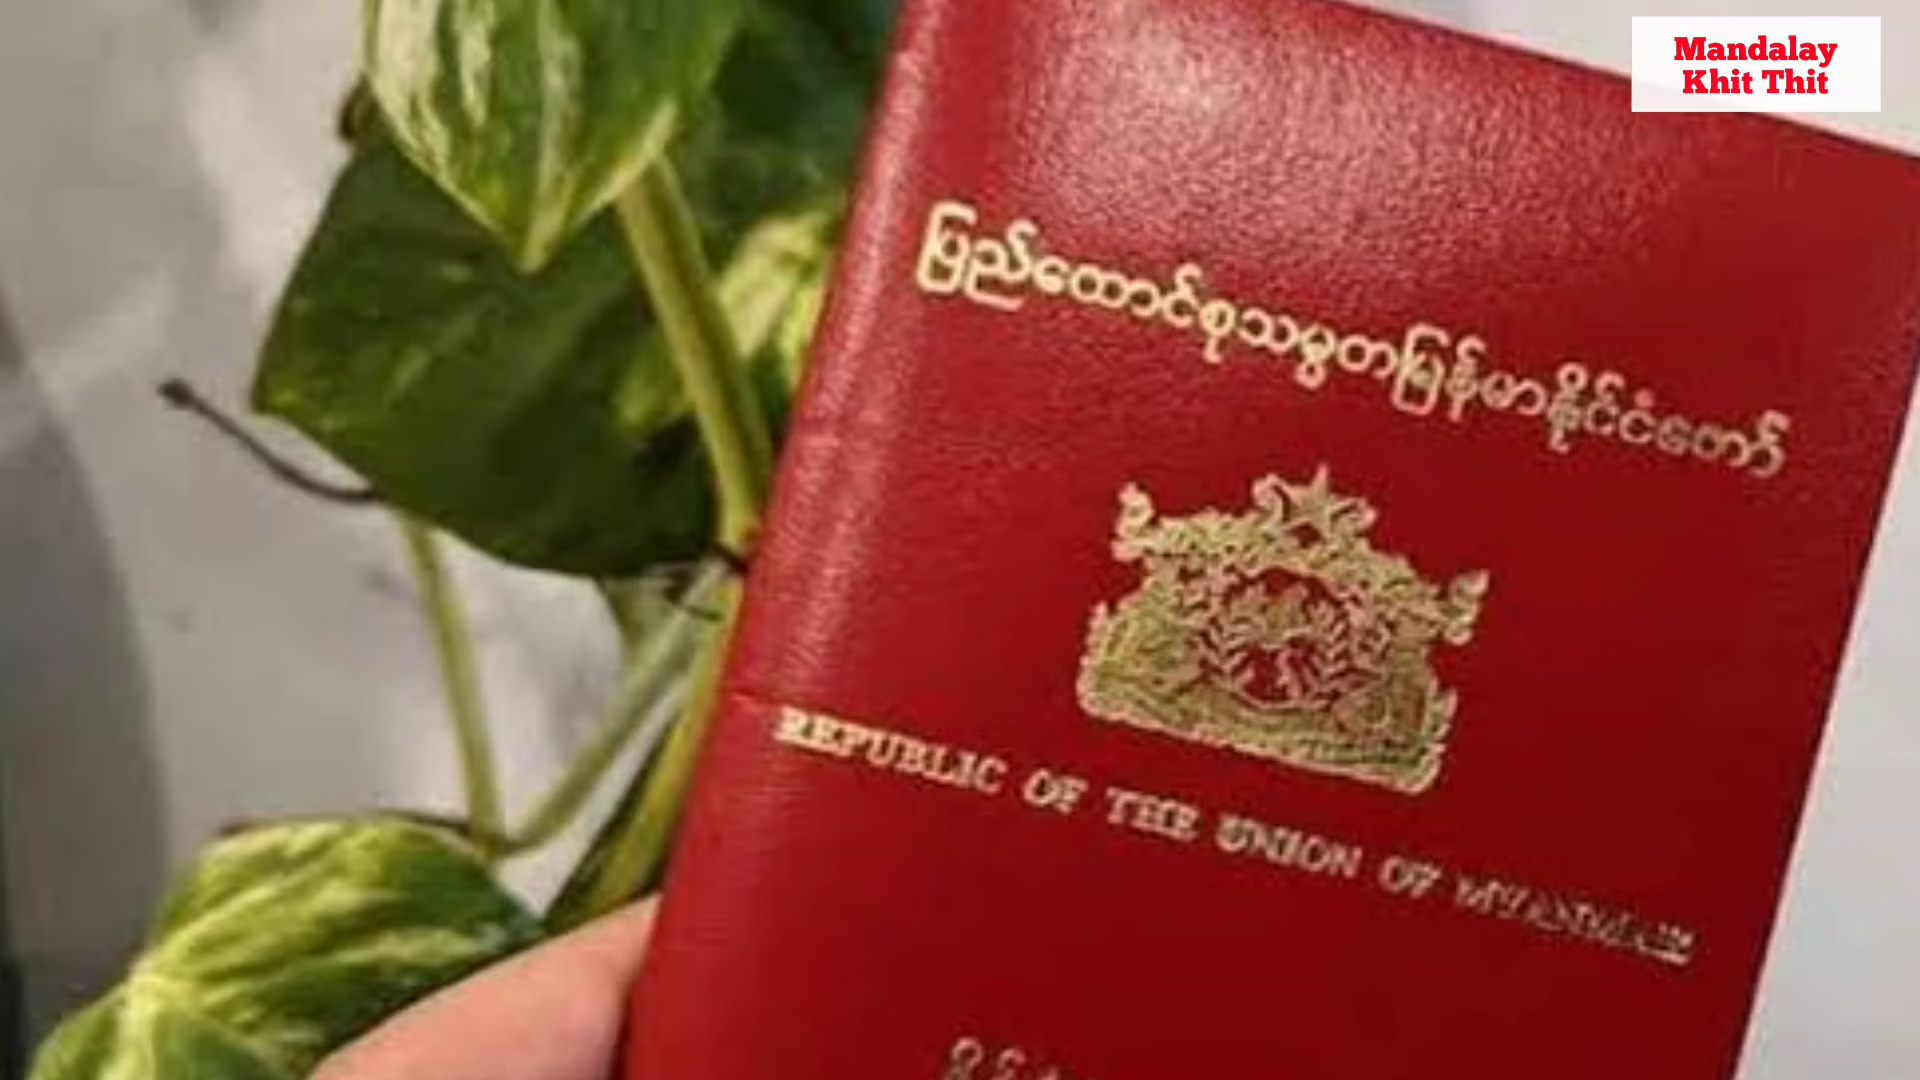 Mandalay
Khit Thit
ပြည်ထောင်စုသမ္မတမြန်မာနိုင်ငံတော်
REPUBLIC OF THE UNION OF MYANMAR